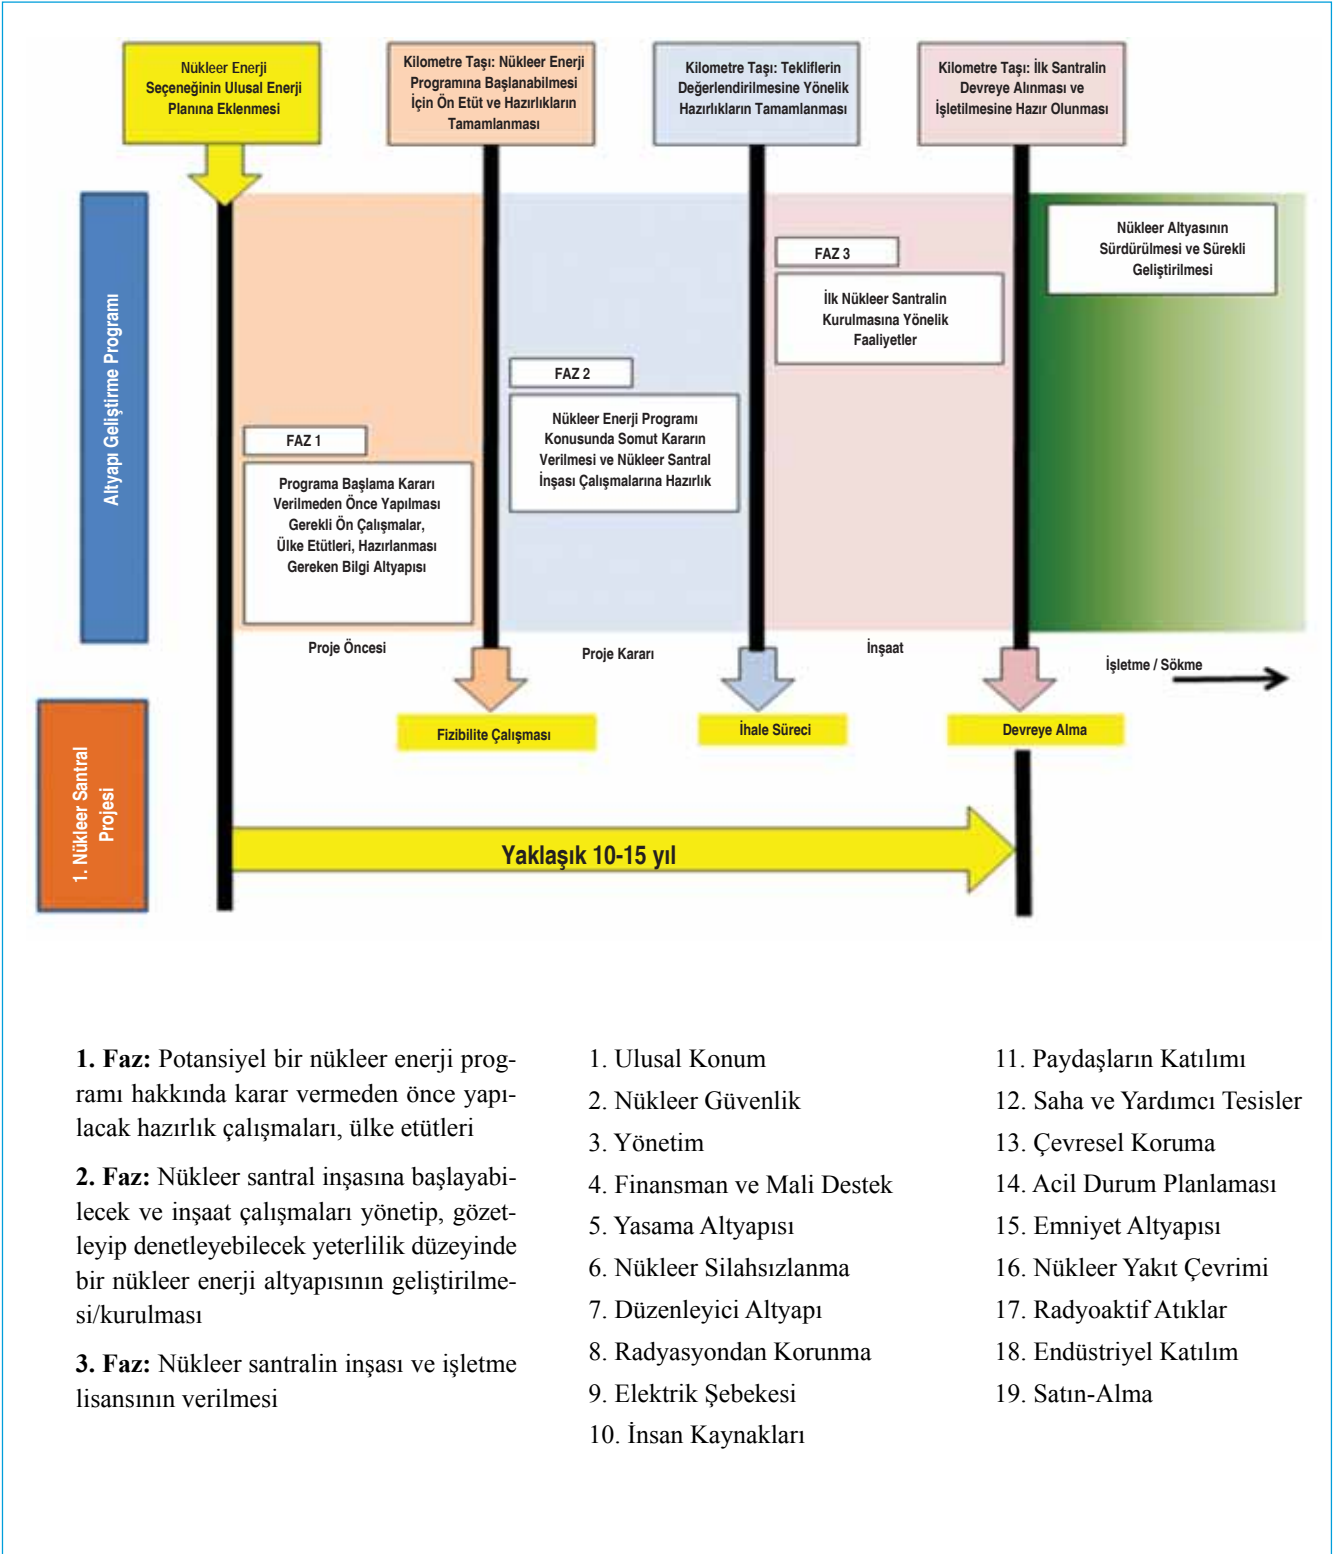 Nükleer Enerji
Seçeneğinin Ulusal Enerji
Planına Eklenmesi
Kilometre Taşı: Nükleer Enerji
Programına Başlanabilmesi
İçin Ön Etüt ve Hazırlıkların
Tamamlanması
Kilometre Taşı: Tekliflerin
Değerlendirilmesine Yönelik
Hazırlıkların Tamamlanması
Kilometre Taşı: İlk Santralin
Devreye Alınması ve
İşletilmesine Hazır Olunması
Altyapı Geliştirme Programı
FAZ 1
Programa Başlama Kararı
Verilmeden Önce Yapılması
Gerekli Ön Çalışmalar,
Ülke Etütleri, Hazırlanması
Gereken Bilgi Altyapısı
FAZ 2
Nükleer Enerji Programı
Konusunda Somut Kararın
Verilmesi ve Nükleer Santral
İnşası Çalışmalarına Hazırlık
FAZ 3
İlk Nükleer Santralin
Kurulmasına Yönelik
Faaliyetler
Nükleer Altyasının
Sürdürülmesi ve Sürekli
Geliştirilmesi
Proje Öncesi
Proje Kararı
İnşaat
İşletme / Sökme
Fizibilite Çalışması
İhale Süreci
Devreye Alma
1. Nükleer Santral
Projesi
Yaklaşık 10-15 yıl
1. Faz: Potansiyel bir nükleer enerji prog-
ramı hakkında karar vermeden önce yapı-
lacak hazırlık çalışmaları, ülke etütleri
2. Faz: Nükleer santral inşasına başlayabi-
lecek ve inşaat çalışmaları yönetip, gözet-
leyip denetleyebilecek yeterlilik düzeyinde
bir nükleer enerji altyapısının geliştirilme-
si/kurulması
3. Faz: Nükleer santralin inşası ve işletme
lisansının verilmesi
1. Ulusal Konum
2. Nükleer Güvenlik
3. Yönetim
4. Finansman ve Mali Destek
5. Yasama Altyapısı
6. Nükleer Silahsızlanma
7. Düzenleyici Altyapı
8. Radyasyondan Korunma
9. Elektrik Şebekesi
10. İnsan Kaynakları
11. Paydaşların Katılımı
12. Saha ve Yardımcı Tesisler
13. Çevresel Koruma
14. Acil Durum Planlaması
15. Emniyet Altyapısı
16. Nükleer Yakıt Çevrimi
17. Radyoaktif Atıklar
18. Endüstriyel Katılım
19. Satın-Alma